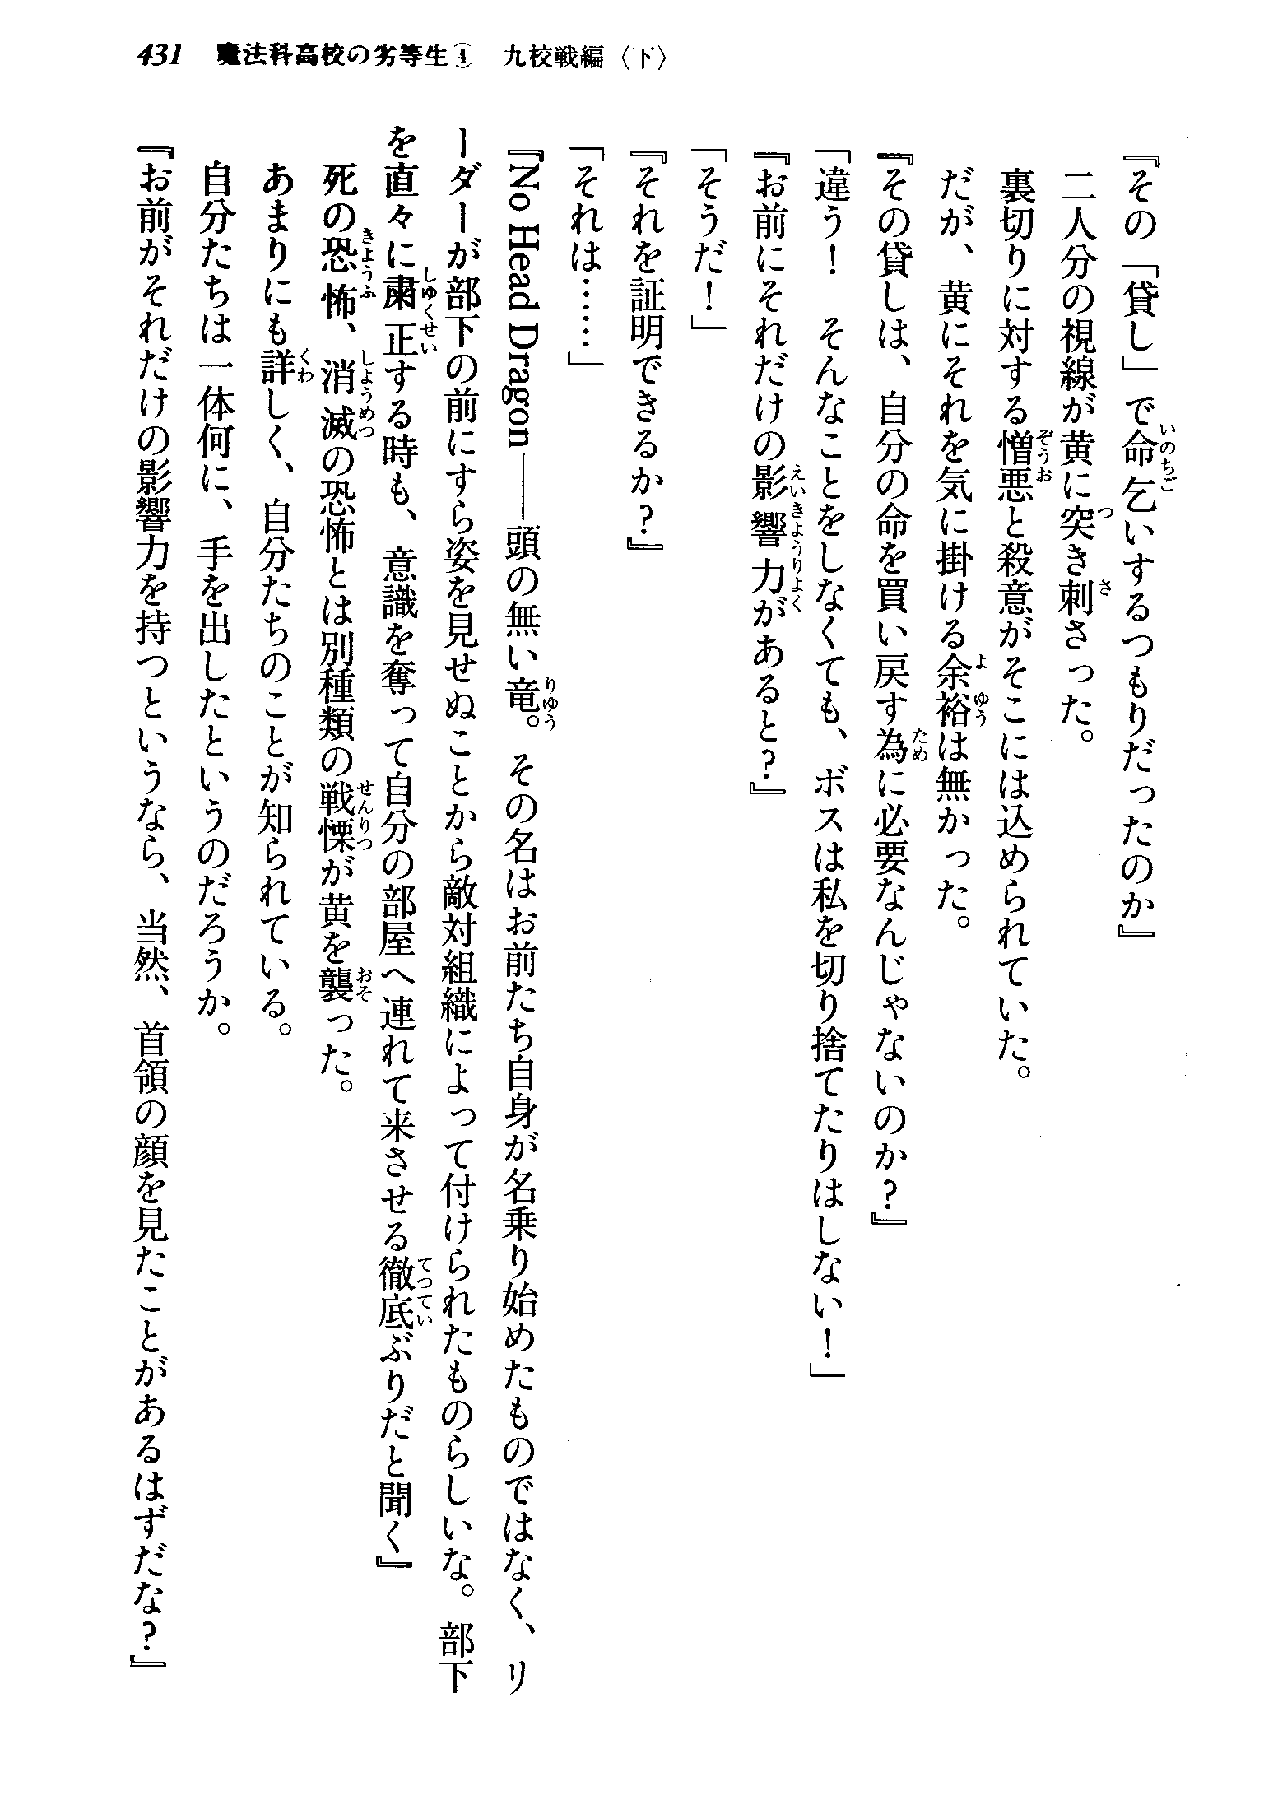 431　魔法科高校の劣等生④　九校戦編〈下〉
『その「貸し」で命乞いするつもりだったのか』
二人分の視線が黄に突き刺さった。
裏切りに対する憎悪と殺意がそこには込められていた。
だが、黄にそれを気に掛ける余裕は無かった。
『その貸しは、自分の命を買い戻す為に必要なんじゃないのか?』
「違う！　そんなことをしなくても、ボスは私を切り捨てたりはしない！」
『お前にそれだけの影響力があると?』
「そうだ！」
『それを証明できるか?』
「それは……」
『No Head Dragon――頭の無い竜。その名はお前たち自身が名乗り始めたものではなく、リ
ーダーが部下の前にすら姿を見せぬことから敵対組織によって付けられたものらしいな。部下
を直々に粛正する時も、意識を奪って自分の部屋へ連れて来させる徹底ぶりだと聞く』
死の恐怖、消滅の恐怖とは別種類の戦慄が黄を襲った。
あまりにも詳しく、自分たちのことが知られている。
自分たちは一体何に、手を出したというのだろうか。
『お前がそれだけの影響力を持つというなら、当然、首領の顔を見たことがあるはずだな?』